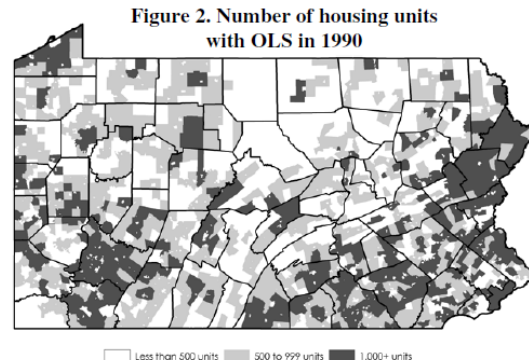 Figure 2. Number of housing units
with OLS in 1990
Less than 500 units 500 to 999 units 1,000+ units